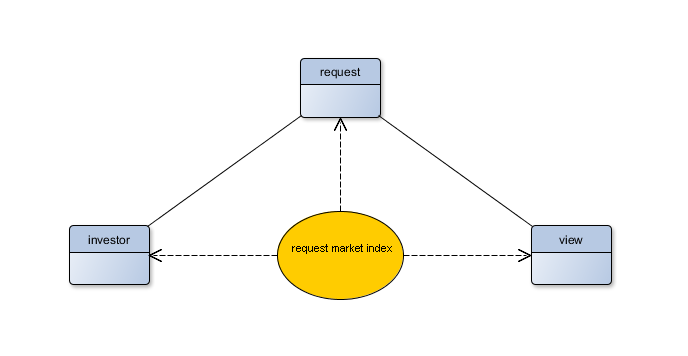 request
investor
request market index
view